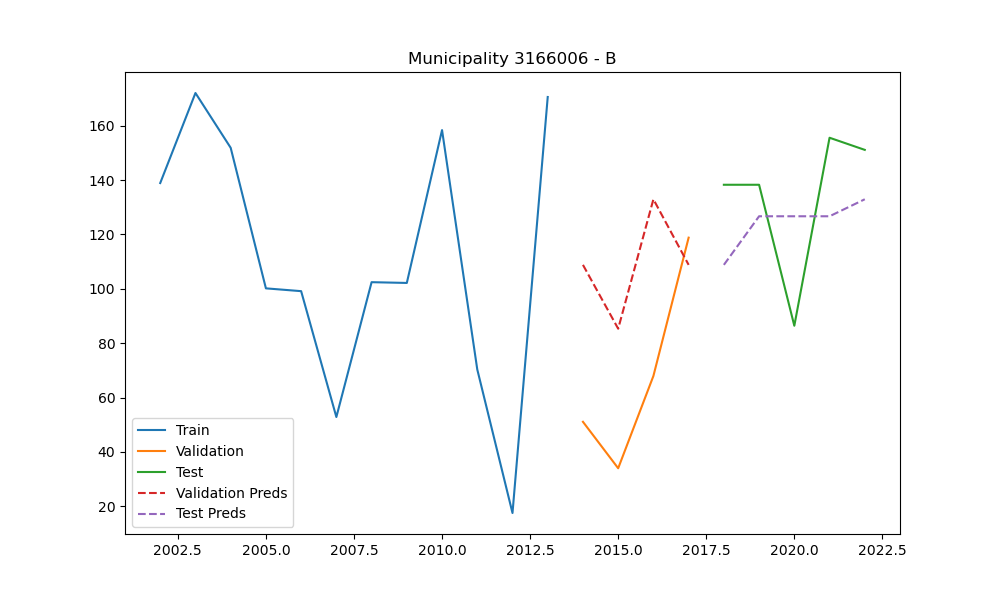 Municipality 3166006 - B
160
140
120
100
80
60
40
20
Train
Validation
Test
Validation Preds
Test Preds
2002.5 2005.0 2007.5 2010.0 2012.5 2015.0 2017.5 2020.0 2022.5